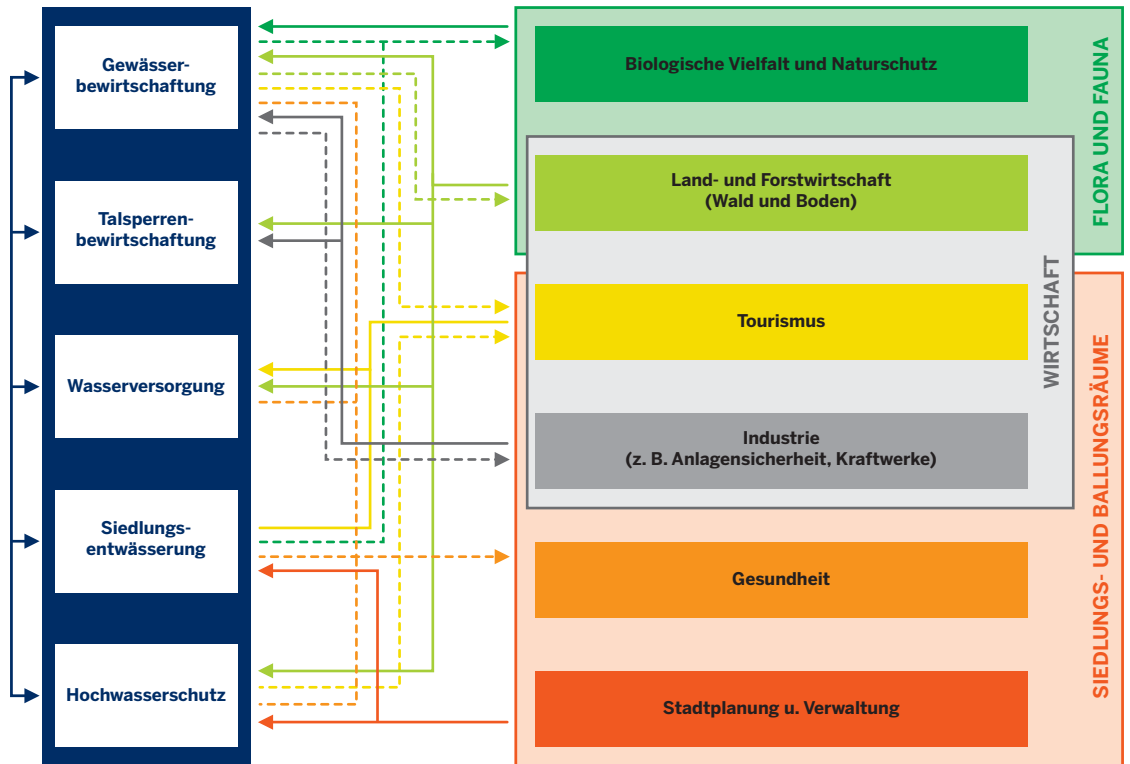 Gewässer-
bewirtschaftung
Talsperren-
bewirtschaftung
Wasserversorgung
Siedlungs-
entwässerung
Hochwasserschutz
Biologische Vielfalt und Naturschutz
Land- und Forstwirtschaft
(Wald und Boden)
Tourismus
Industrie
(z. B. Anlagensicherheit, Kraftwerke)
Gesundheit
Stadtplanung u. Verwaltung
FLORA UND FAUNA
WIRTSCHAFT
SIEDLUNGS- UND BALLUNGSRÄUME